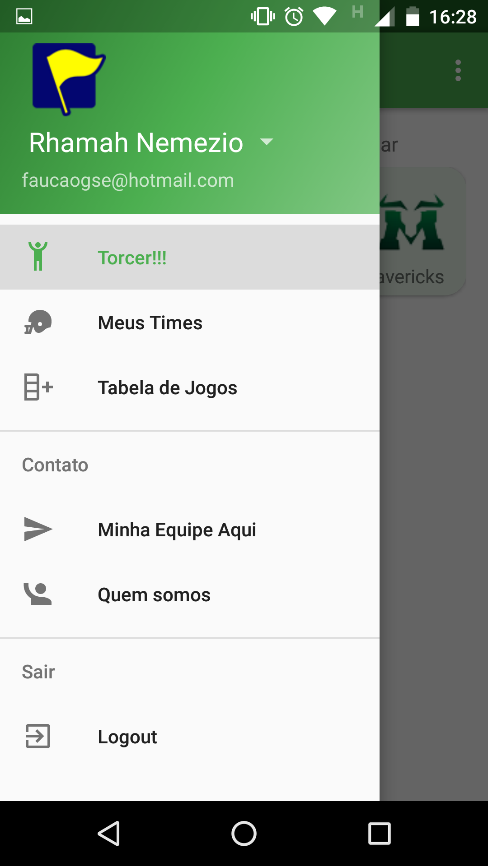 H 16:28
Rhamah Nemezio
faucaogse@hotmail.com
ar
Torcer!!!
M
avericks
Meus Times
Tabela de Jogos
Contato
Minha Equipe Aqui
Quem somos
Sair
Logout